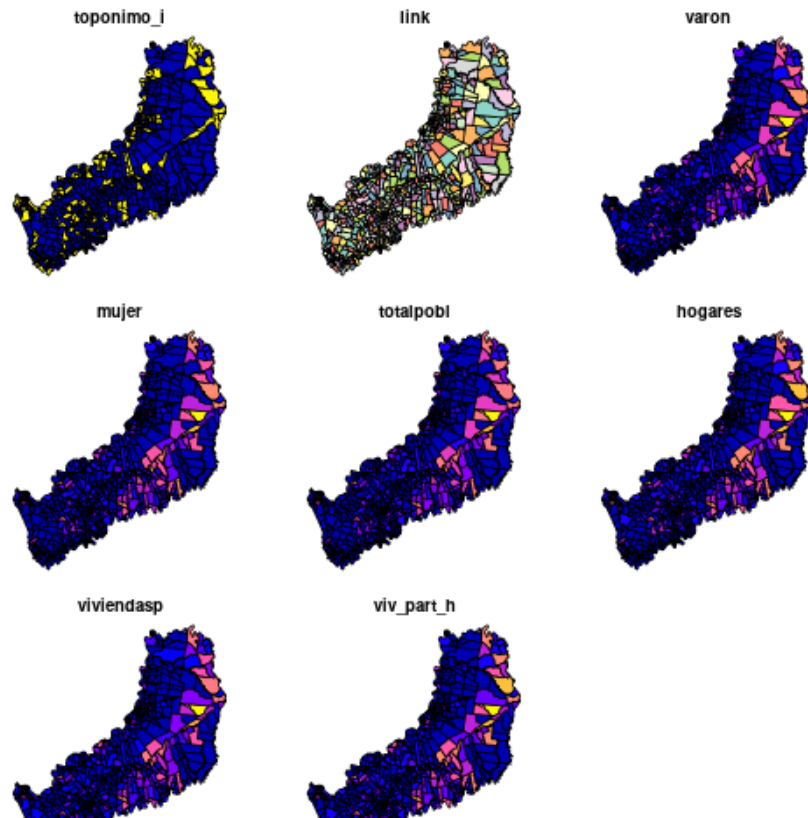 toponimo_i
link
varon
mujer
totalpobl
hogares
viviendasp
viv_part_h